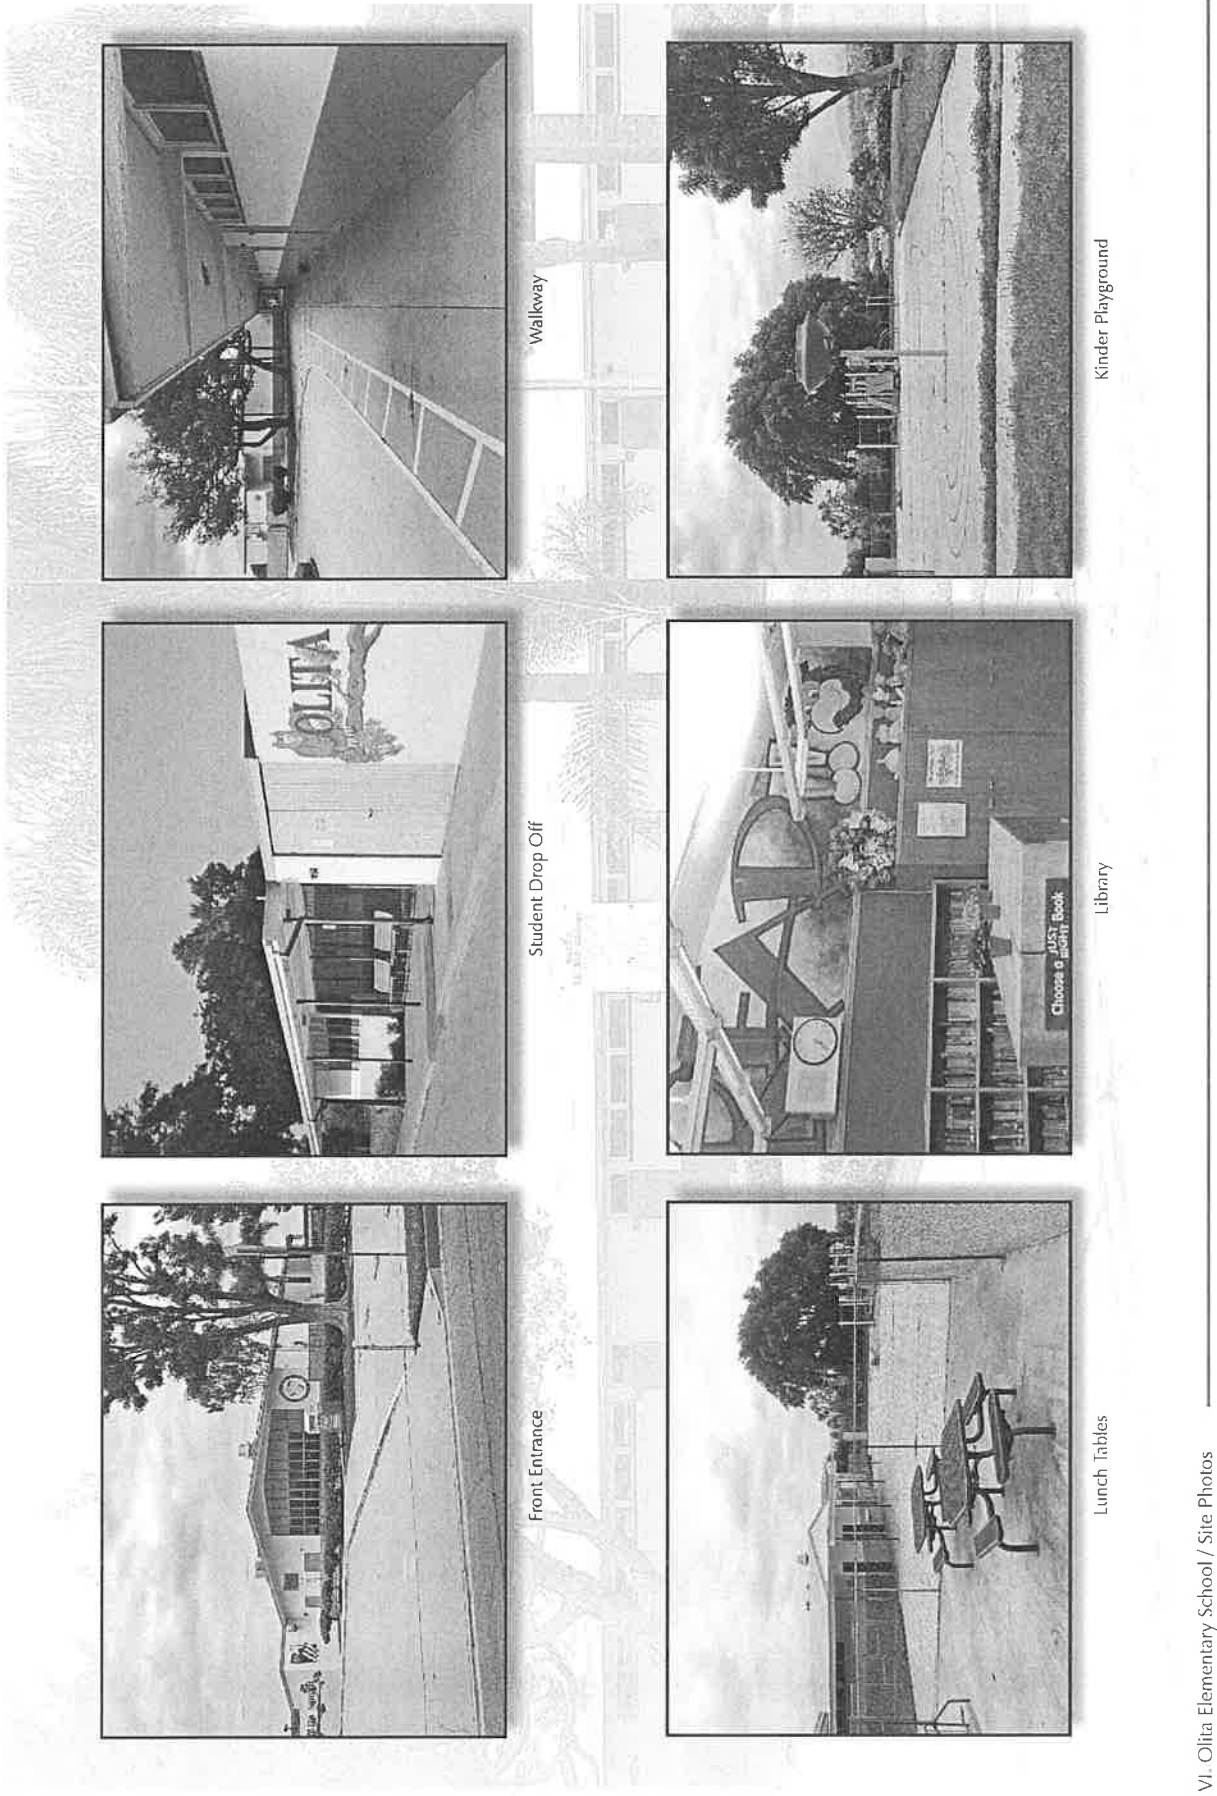 OLITA
Front Entrance
Student Drop Off
Walkway
READ
Choose a JUST RIGHT Book
Lunch Tables
Library
Kinder Playground
VI. Olita Elementary School / Site Photos